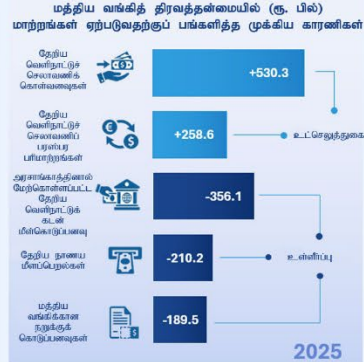 மத்திய வங்கித் திரவத்தன்மையில் (ரூ. பில்)
மாற்றங்கள் ஏற்படுவதற்குப் பங்களித்த முக்கிய காரணிகள்
தேறிய
வெளிநாட்டுச்
செலாவணிக்
கொள்வனவுகள்
+530.3
தேறிய
வெளிநாட்டுச்
செலாவணிப்
பரஸ்பர
பரிமாற்றங்கள்
+258.6
உட்செலுத்துகை
அரசாங்கத்தினால்
மேற்கொள்ளப்பட்ட
தேறிய
வெளிநாட்டுக்
கடன்
மீள்கொடுப்பனவு
-356.1
தேறிய நாணய
மீளப்பெறல்கள்
-210.2
உள்ளீர்ப்பு
மத்திய
வங்கிக்கான
நறுக்குக்
கொடுப்பனவுகள்
-189.5
2025